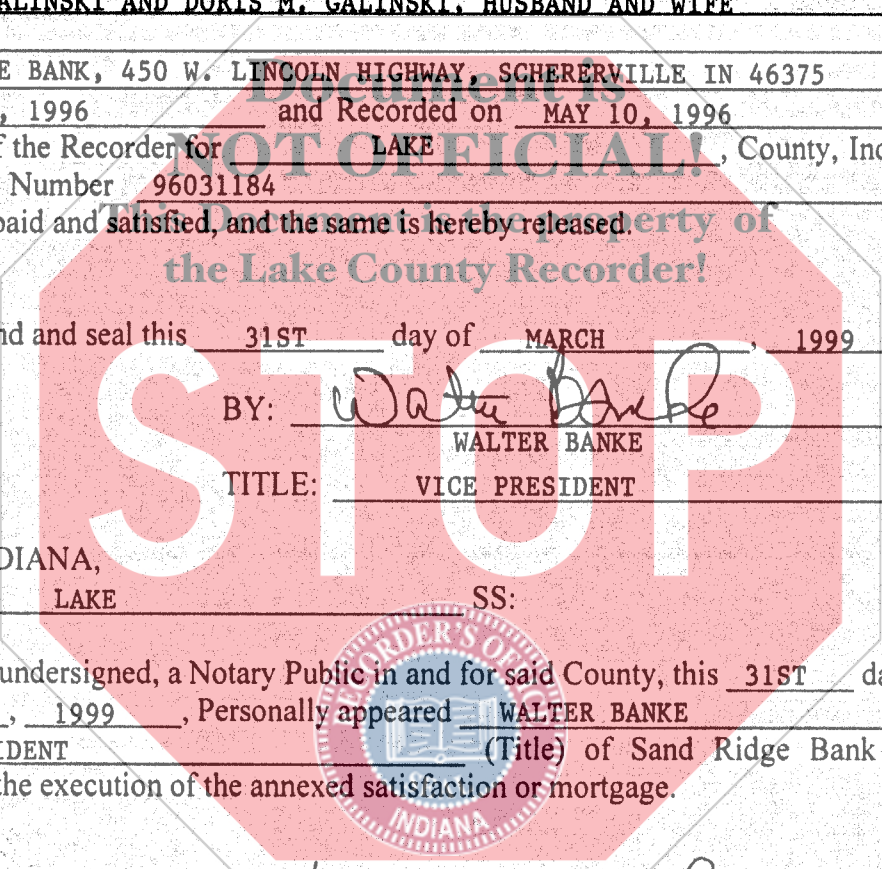 ALINSKI AND DORIS M. GALINSKI, HUSBAND AND WIFE
E BANK, 450 W. LINCOLN HIGHWAY, SCHERERVILLE IN 46375
Document is
, 1996 and Recorded on MAY 10, 1996
f the Recorder for LAKE , County, Ind
NOT OFFICIAL!
Number 96031184
paid and satisfied, and the same is hereby released.
This Document is the property of
the Lake County Recorder!
nd and seal this 31ST day of MARCH , 1999
STOP
BY: Walter Banke
WALTER BANKE
TITLE: VICE PRESIDENT
DIANA,
LAKE SS:
RECORDER'S OFFICE
undersigned, a Notary Public in and for said County, this 31ST da
, 1999 , Personally appeared WALTER BANKE
IDENT (Title) of Sand Ridge Bank
the execution of the annexed satisfaction or mortgage.
INDIANA